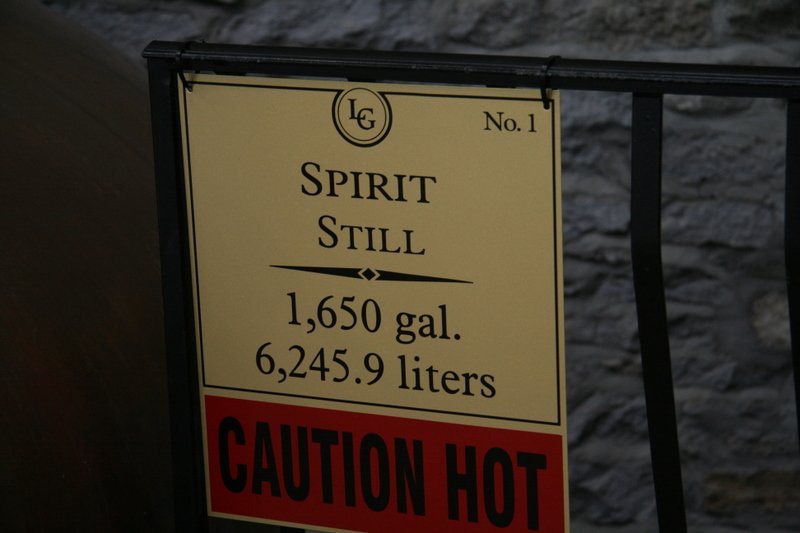 LG
No. 1
SPIRIT
STILL
1,650 gal.
6,245.9 liters
CAUTION HOT